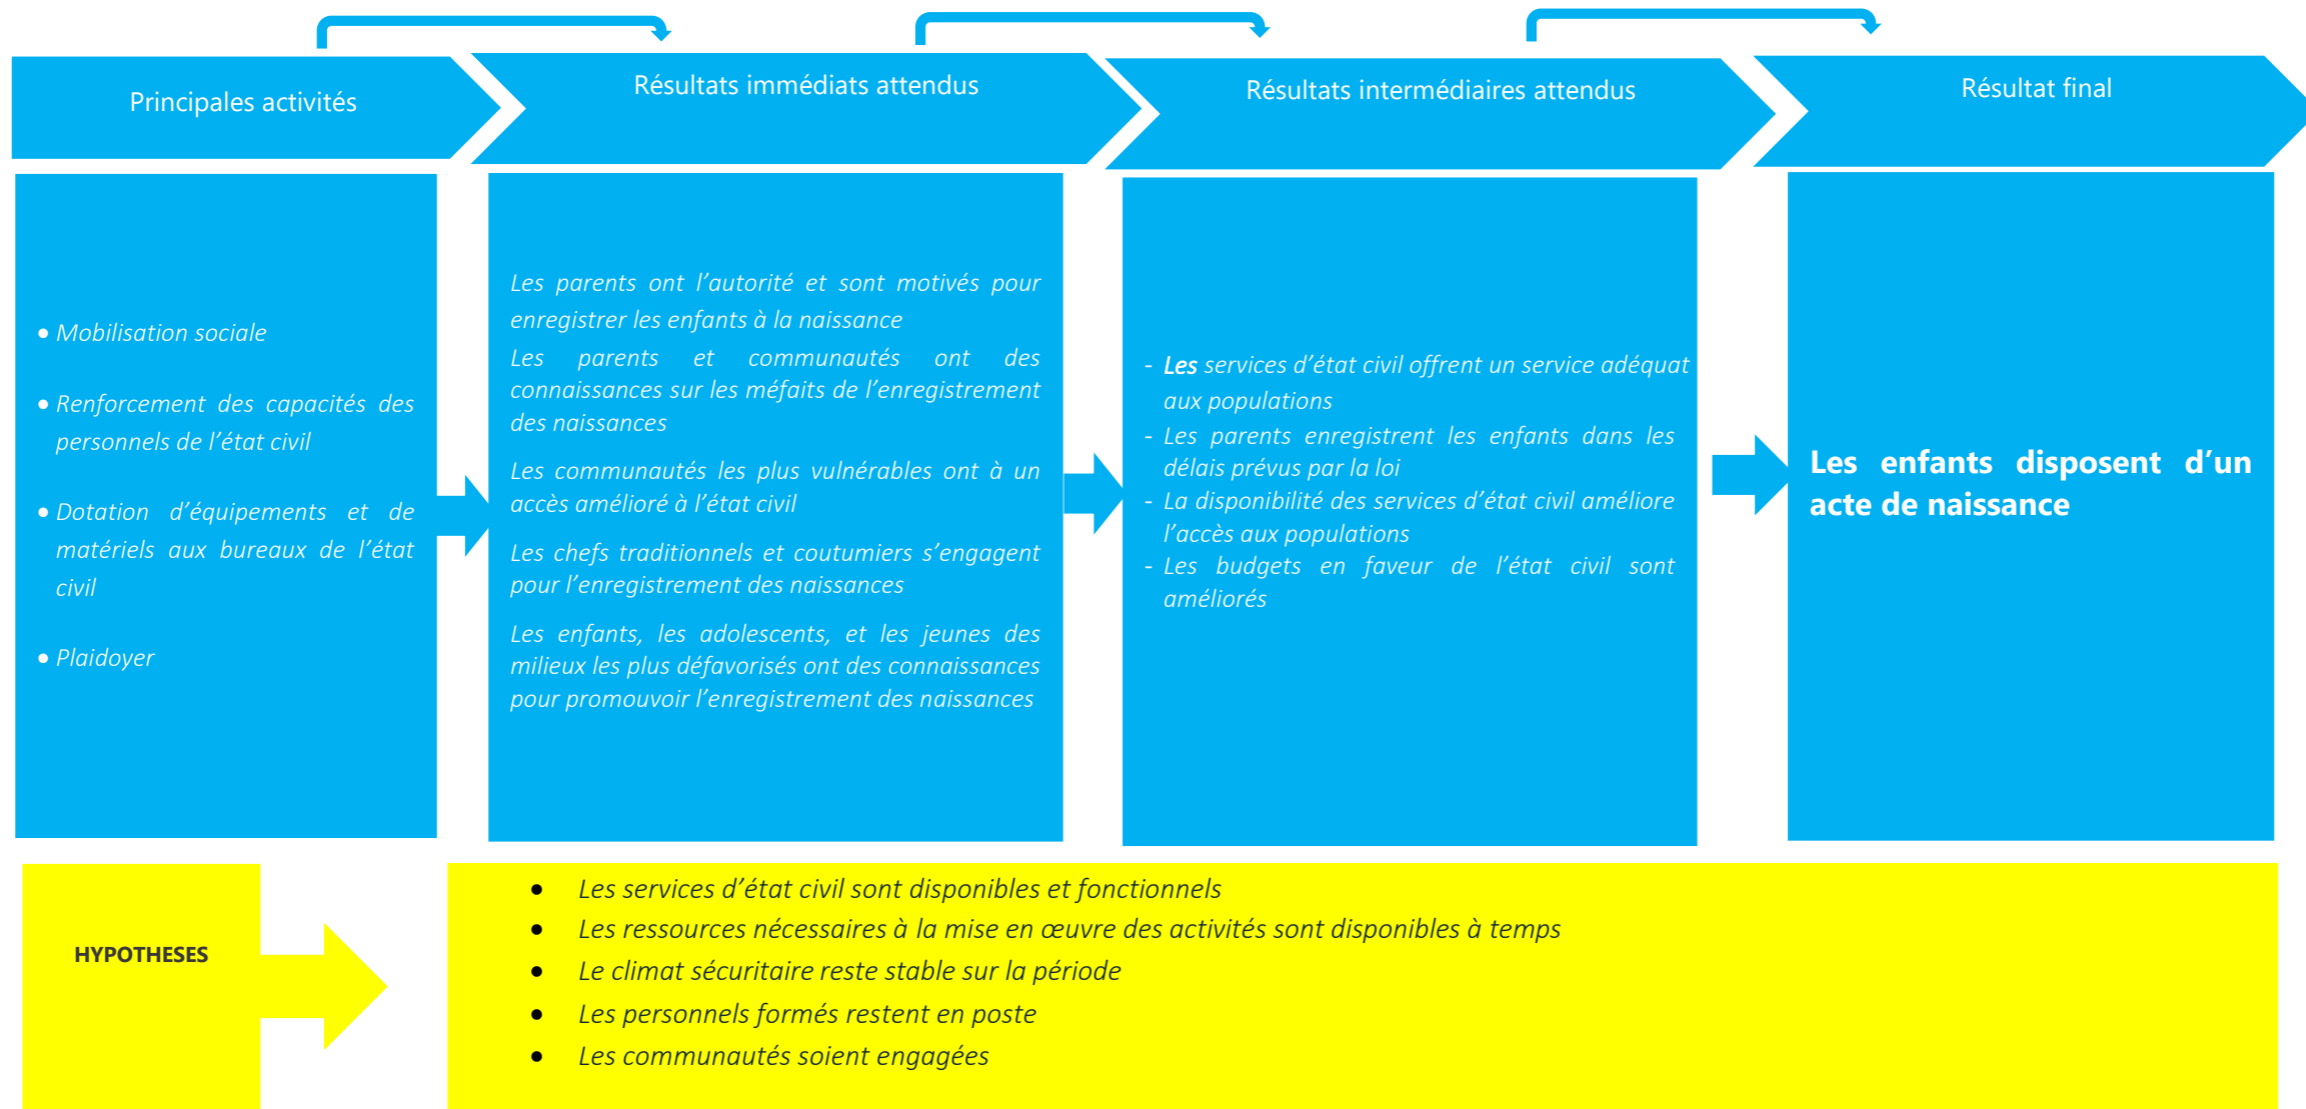 Principales activités
Résultats immédiats attendus
Résultats intermédiaires attendus
Résultat final
• Mobilisation sociale
• Renforcement des capacités des
personnels de l’état civil
• Dotation d’équipements et de
matériels aux bureaux de l’état
civil
• Plaidoyer
Les parents ont l’autorité et sont motivés pour
enregistrer les enfants à la naissance
Les parents et communautés ont des
connaissances sur les méfaits de l’enregistrement
des naissances
Les communautés les plus vulnérables ont à un
accès amélioré à l’état civil
Les chefs traditionnels et coutumiers s’engagent
pour l’enregistrement des naissances
Les enfants, les adolescents, et les jeunes des
milieux les plus défavorisés ont des connaissances
pour promouvoir l’enregistrement des naissances
- Les services d’état civil offrent un service adéquat
aux populations
- Les parents enregistrent les enfants dans les
délais prévus par la loi
- La disponibilité des services d’état civil améliore
l’accès aux populations
- Les budgets en faveur de l’état civil sont
améliorés
Les enfants disposent d’un
acte de naissance
HYPOTHESES
• Les services d’état civil sont disponibles et fonctionnels
• Les ressources nécessaires à la mise en œuvre des activités sont disponibles à temps
• Le climat sécuritaire reste stable sur la période
• Les personnels formés restent en poste
• Les communautés soient engagées